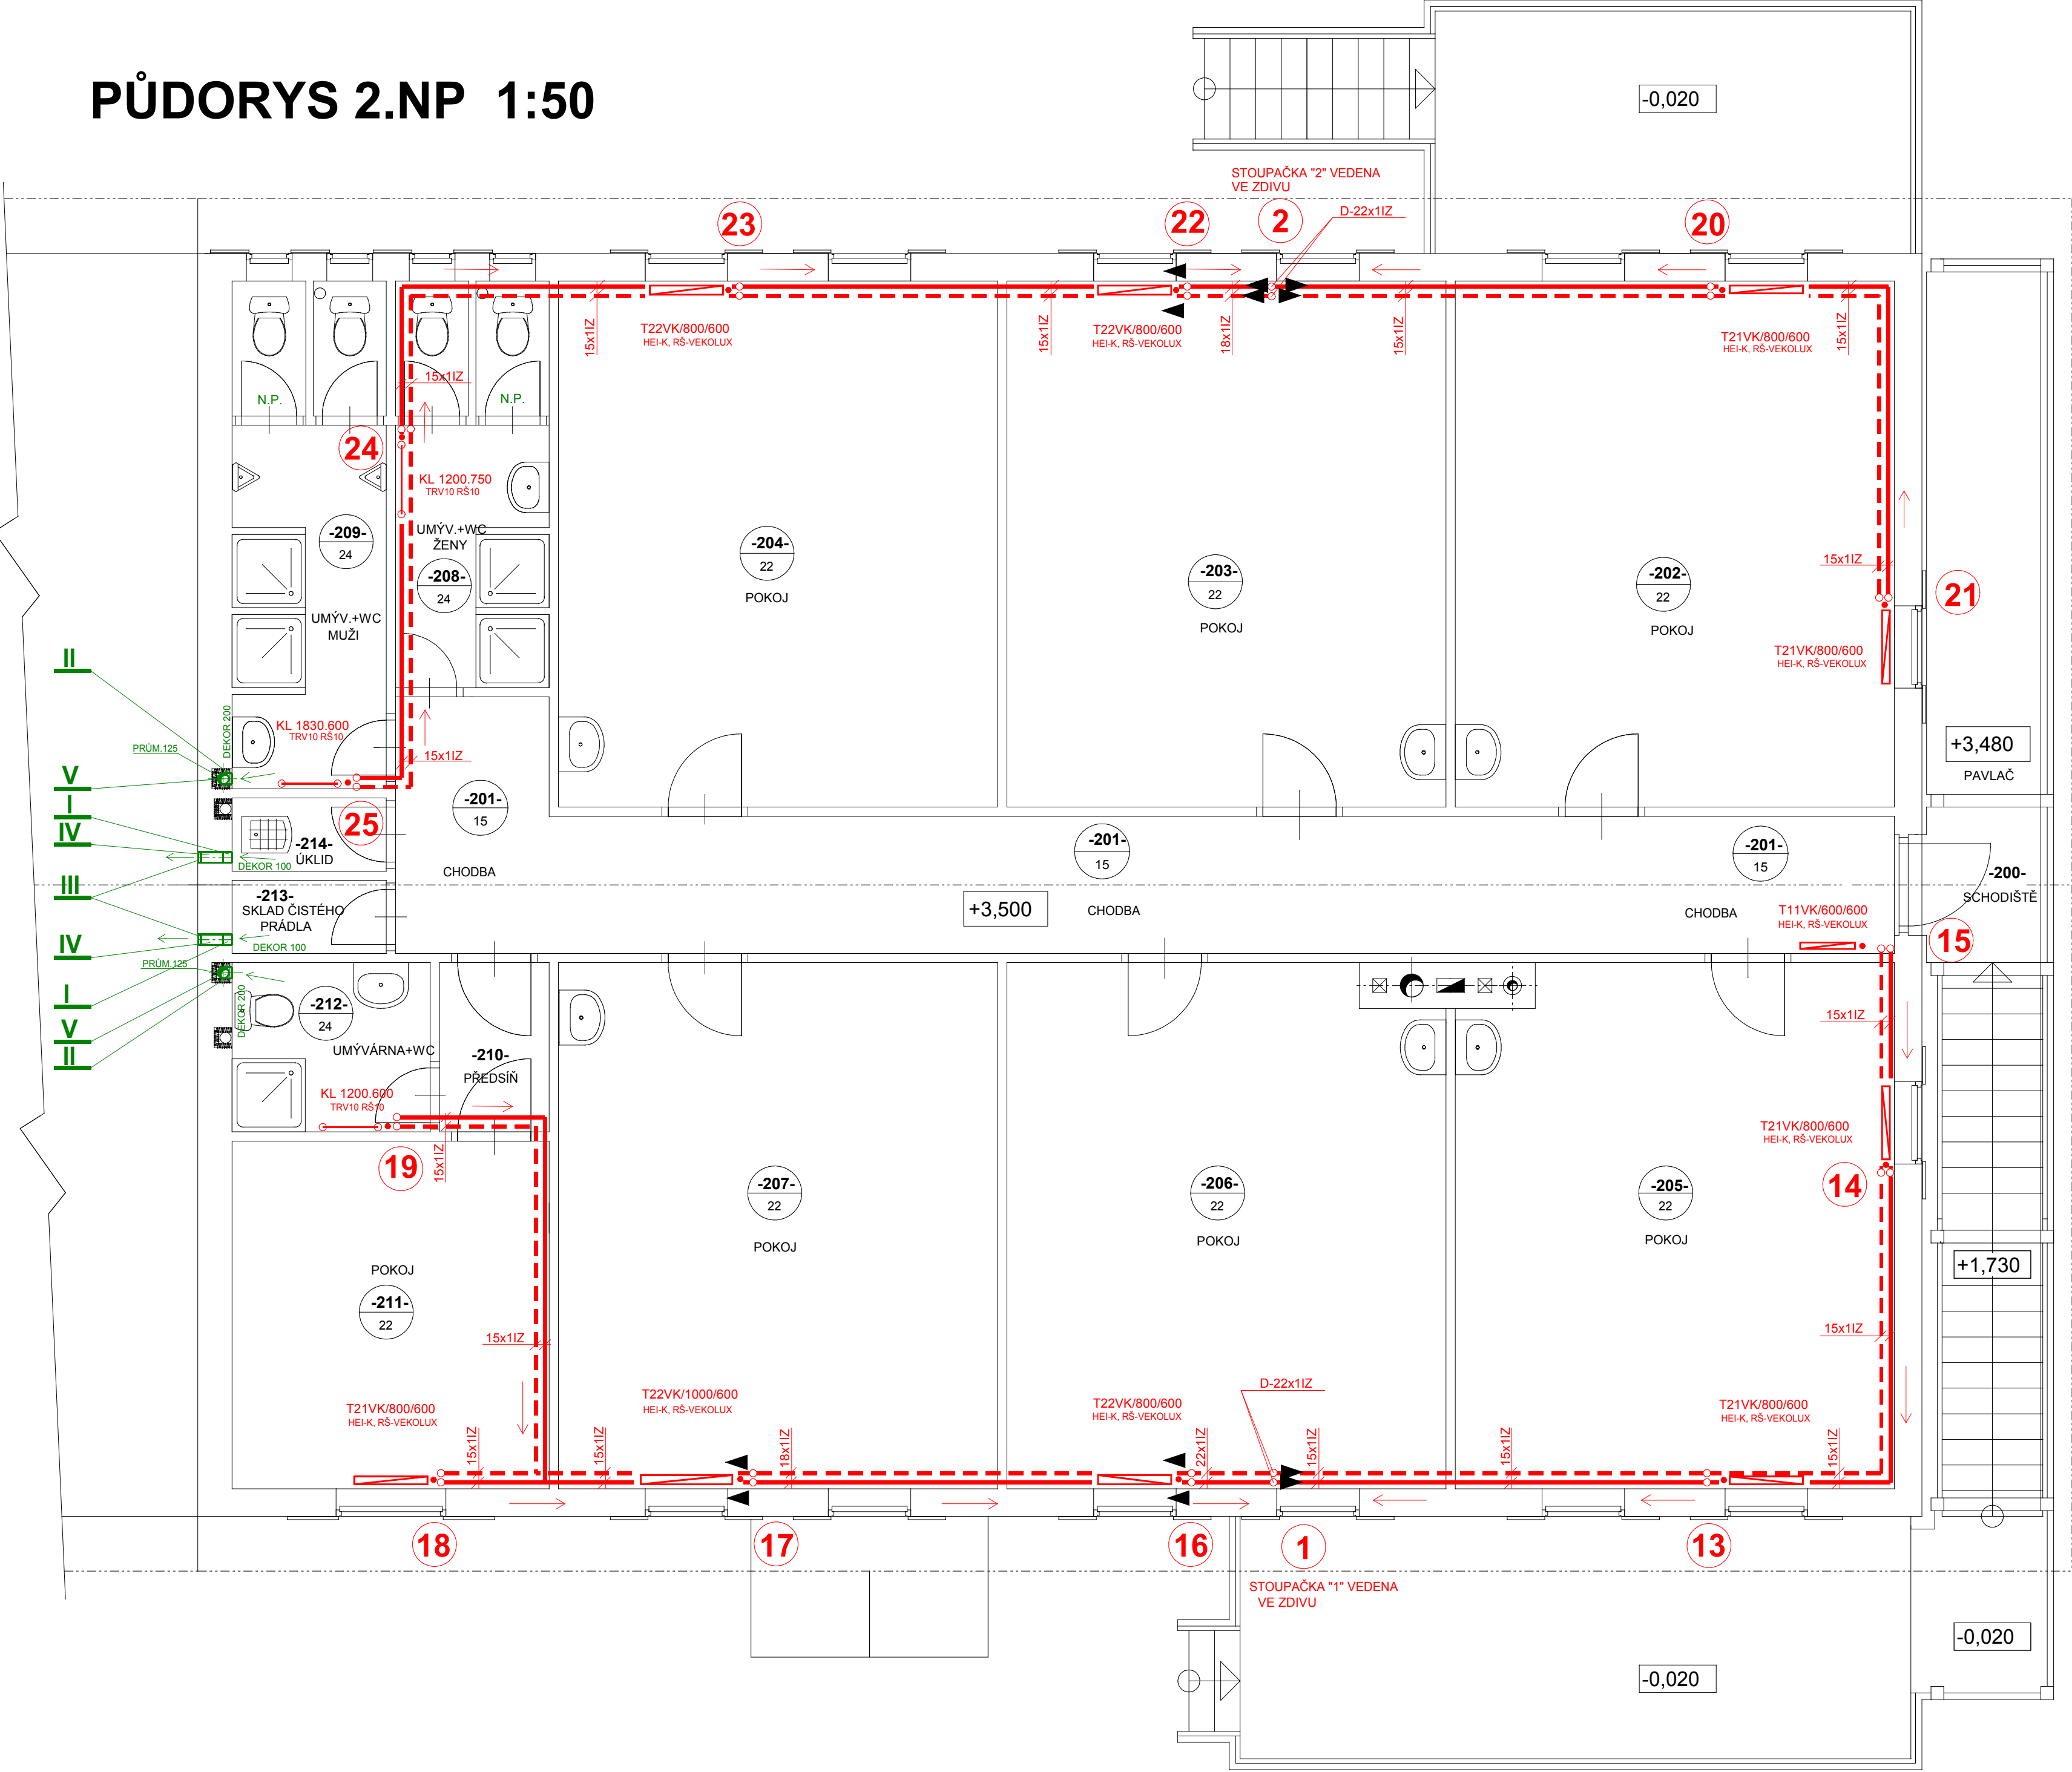 PŮDORYS 2.NP 1:50
-0,020
STOUPAČKA "2" VEDENA
VE ZDIVU
D-22x1IZ
23
22
2
20
T22VK/800/600
HEI-K, RŠ-VEKOLUX
15x1IZ
15x1IZ
T22VK/800/600
HEI-K, RŠ-VEKOLUX
18x1IZ
15x1IZ
T21VK/800/600
HEI-K, RŠ-VEKOLUX
15x1IZ
15x1IZ
N.P.
N.P.
24
KL 1200.750
TRV10 RŠ10
-209-
24
UMÝV.+WC
ŽENY
-208-
24
UMÝV.+WC
MUŽI
-204-
22
POKOJ
-203-
22
POKOJ
-202-
22
POKOJ
15x1IZ
21
T21VK/800/600
HEI-K, RŠ-VEKOLUX
II
DEKOR 200
PRŮM.125
KL 1830.600
TRV10 RŠ10
15x1IZ
+3,480
PAVLAČ
V
I
IV
III
IV
I
V
II
25
-214-
ÚKLID
DEKOR 100
-201-
15
CHODBA
-201-
15
CHODBA
+3,500
-201-
15
CHODBA
-200-
SCHODIŠTĚ
-213-
SKLAD ČISTÉHO
PRÁDLA
DEKOR 100
T11VK/600/600
HEI-K, RŠ-VEKOLUX
15
PRŮM.125
DEKOR 200
-212-
24
UMÝVÁRNA+WC
-210-
PŘEDSÍŇ
15x1IZ
KL 1200.600
TRV10 RŠ10
19
15x1IZ
T21VK/800/600
HEI-K, RŠ-VEKOLUX
14
-207-
22
POKOJ
-206-
22
POKOJ
-205-
22
POKOJ
+1,730
POKOJ
-211-
22
15x1IZ
15x1IZ
T21VK/800/600
HEI-K, RŠ-VEKOLUX
15x1IZ
15x1IZ
T22VK/1000/600
HEI-K, RŠ-VEKOLUX
18x1IZ
T22VK/800/600
HEI-K, RŠ-VEKOLUX
22x1IZ
D-22x1IZ
15x1IZ
15x1IZ
T21VK/800/600
HEI-K, RŠ-VEKOLUX
15x1IZ
18
17
16
1
13
STOUPAČKA "1" VEDENA
VE ZDIVU
-0,020
-0,020